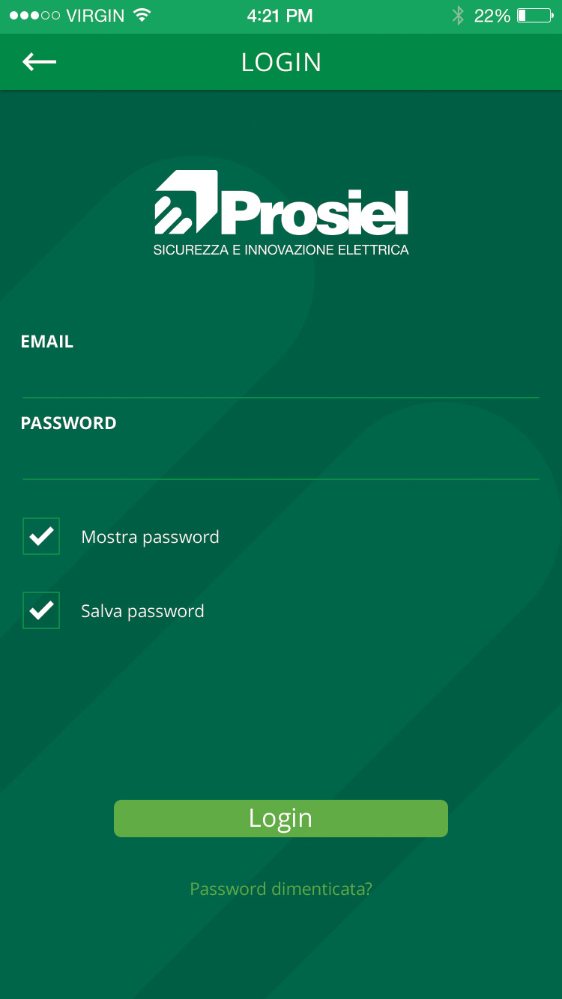 VIRGIN 4:21 PM 22%
LOGIN
Prosiel
SICUREZZA E INNOVAZIONE ELETTRICA
EMAIL
PASSWORD
Mostra password
Salva password
Login
Password dimenticata?